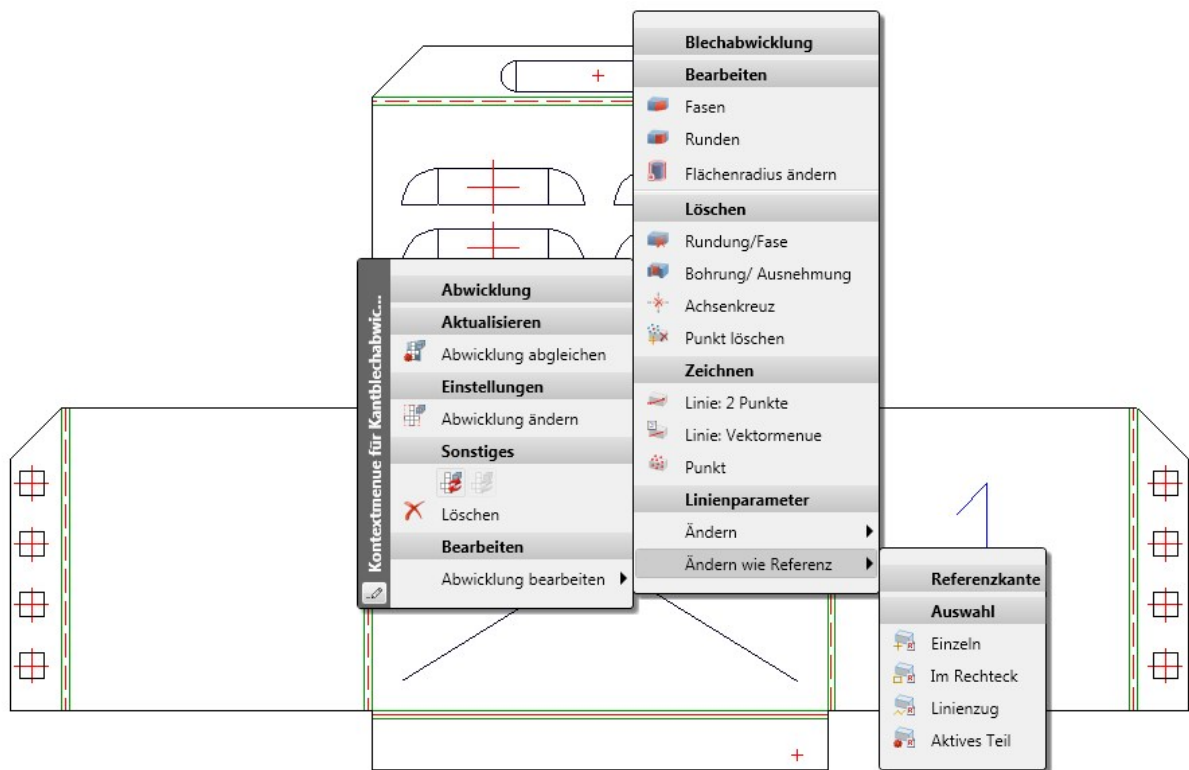 Kontextmenue für Kantblechabwic...
Abwicklung
Aktualisieren
Abwicklung abgleichen
Einstellungen
Abwicklung ändern
Sonstiges
Löschen
Bearbeiten
Abwicklung bearbeiten
Blechabwicklung
Bearbeiten
Fasen
Runden
Flächenradius ändern
Löschen
Rundung/Fase
Bohrung/ Ausnehmung
Achsenkreuz
Punkt löschen
Zeichnen
Linie: 2 Punkte
Linie: Vektormenue
Punkt
Linienparameter
Ändern
Ändern wie Referenz
Referenzkante
Auswahl
Einzeln
Im Rechteck
Linienzug
Aktives Teil